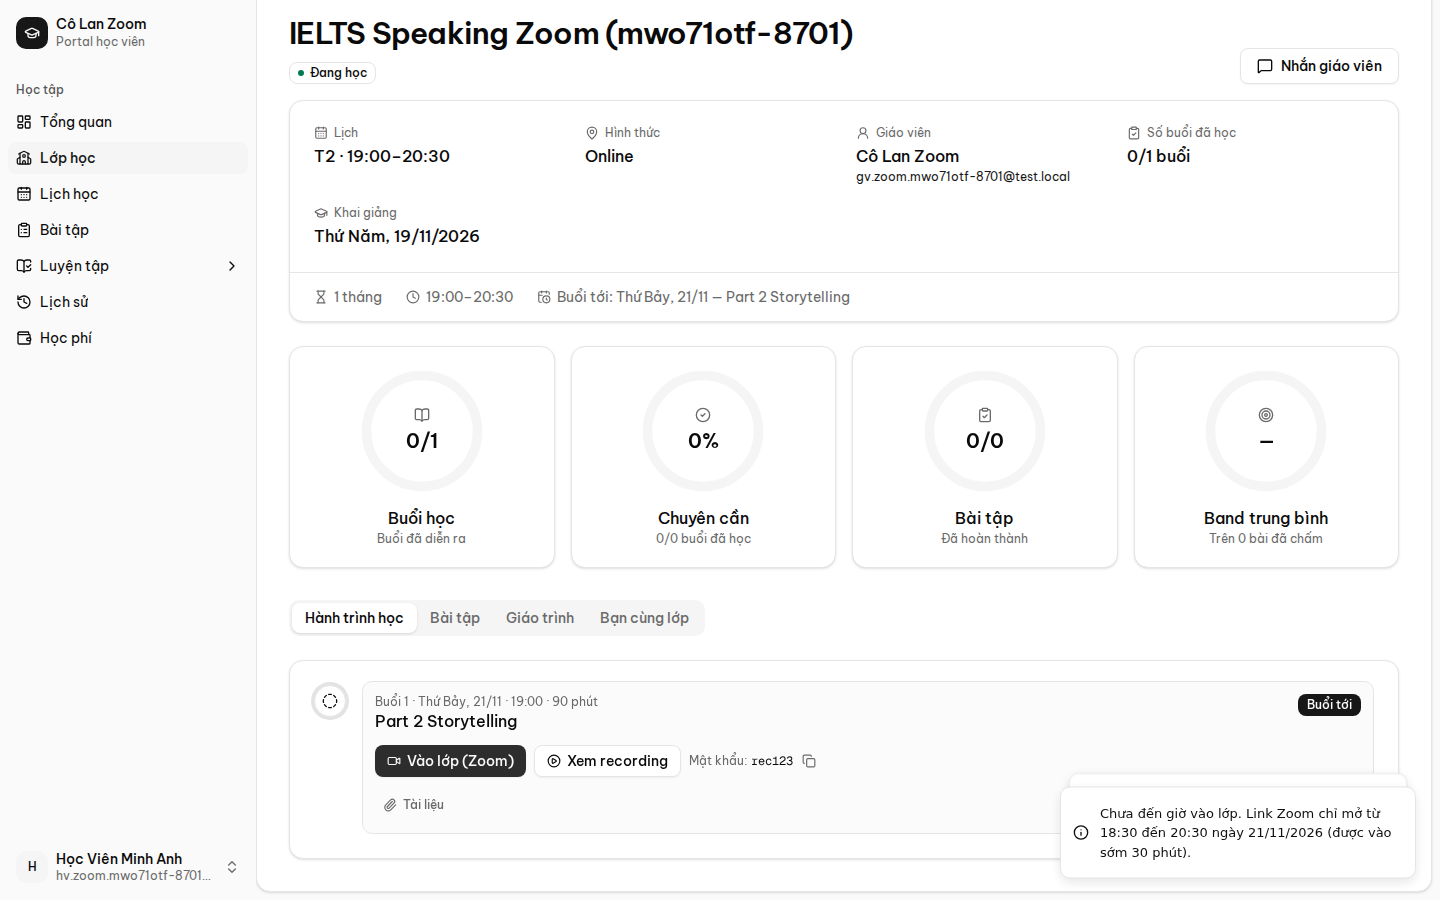 Cô Lan Zoom
Portal học viên
Học tập
Tổng quan
Lớp học
Lịch học
Bài tập
Luyện tập
Lịch sử
Học phí
Học Viên Minh Anh
H
hv.zoom.mwo71otf-8701...
IELTS Speaking Zoom (mwo71otf-8701)
Đang học
Nhắn giáo viên
Lịch
T2 · 19:00–20:30
Hình thức
Online
Giáo viên
Cô Lan Zoom
gv.zoom.mwo71otf-8701@test.local
Số buổi đã học
0/1 buổi
Khai giảng
Thứ Năm, 19/11/2026
1 tháng
19:00–20:30
Buổi tới: Thứ Bảy, 21/11 — Part 2 Storytelling
0/1
Buổi học
Buổi đã diễn ra
0%
Chuyên cần
0/0 buổi đã học
0/0
Bài tập
Đã hoàn thành
—
Band trung bình
Trên 0 bài đã chấm
Hành trình học
Bài tập
Giáo trình
Bạn cùng lớp
Buổi 1 · Thứ Bảy, 21/11 · 19:00 · 90 phút
Part 2 Storytelling
Buổi tới
Vào lớp (Zoom)
Xem recording
Mật khẩu: rec123
Tài liệu
Chưa đến giờ vào lớp. Link Zoom chỉ mở từ
18:30 đến 20:30 ngày 21/11/2026 (được vào
sớm 30 phút).